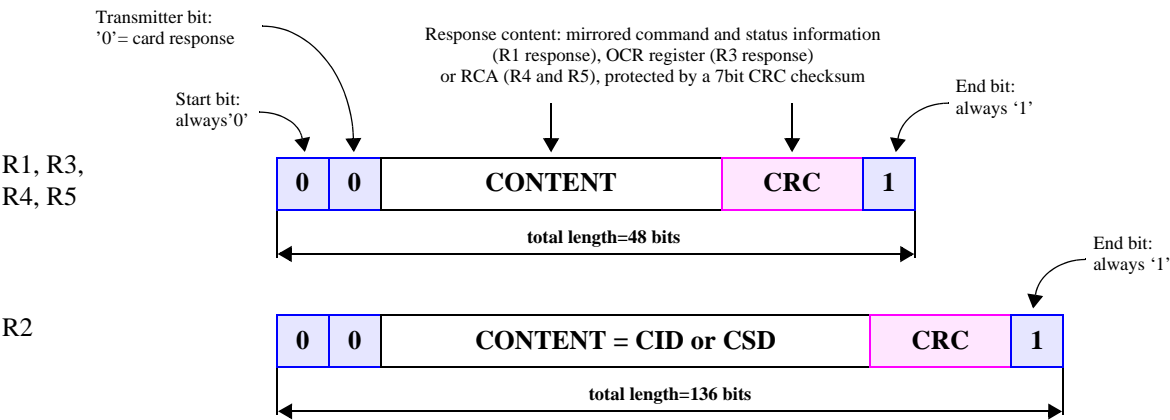 Transmitter bit:
'0'= card response
Response content: mirrored command and status information
(R1 response), OCR register (R3 response)
or RCA (R4 and R5), protected by a 7bit CRC checksum
Start bit:
always'0'
End bit:
always ‘1’
R1, R3,
R4, R5
0 0 CONTENT CRC 1
total length=48 bits
End bit:
always ‘1’
R2
0 0 CONTENT = CID or CSD CRC 1
total length=136 bits